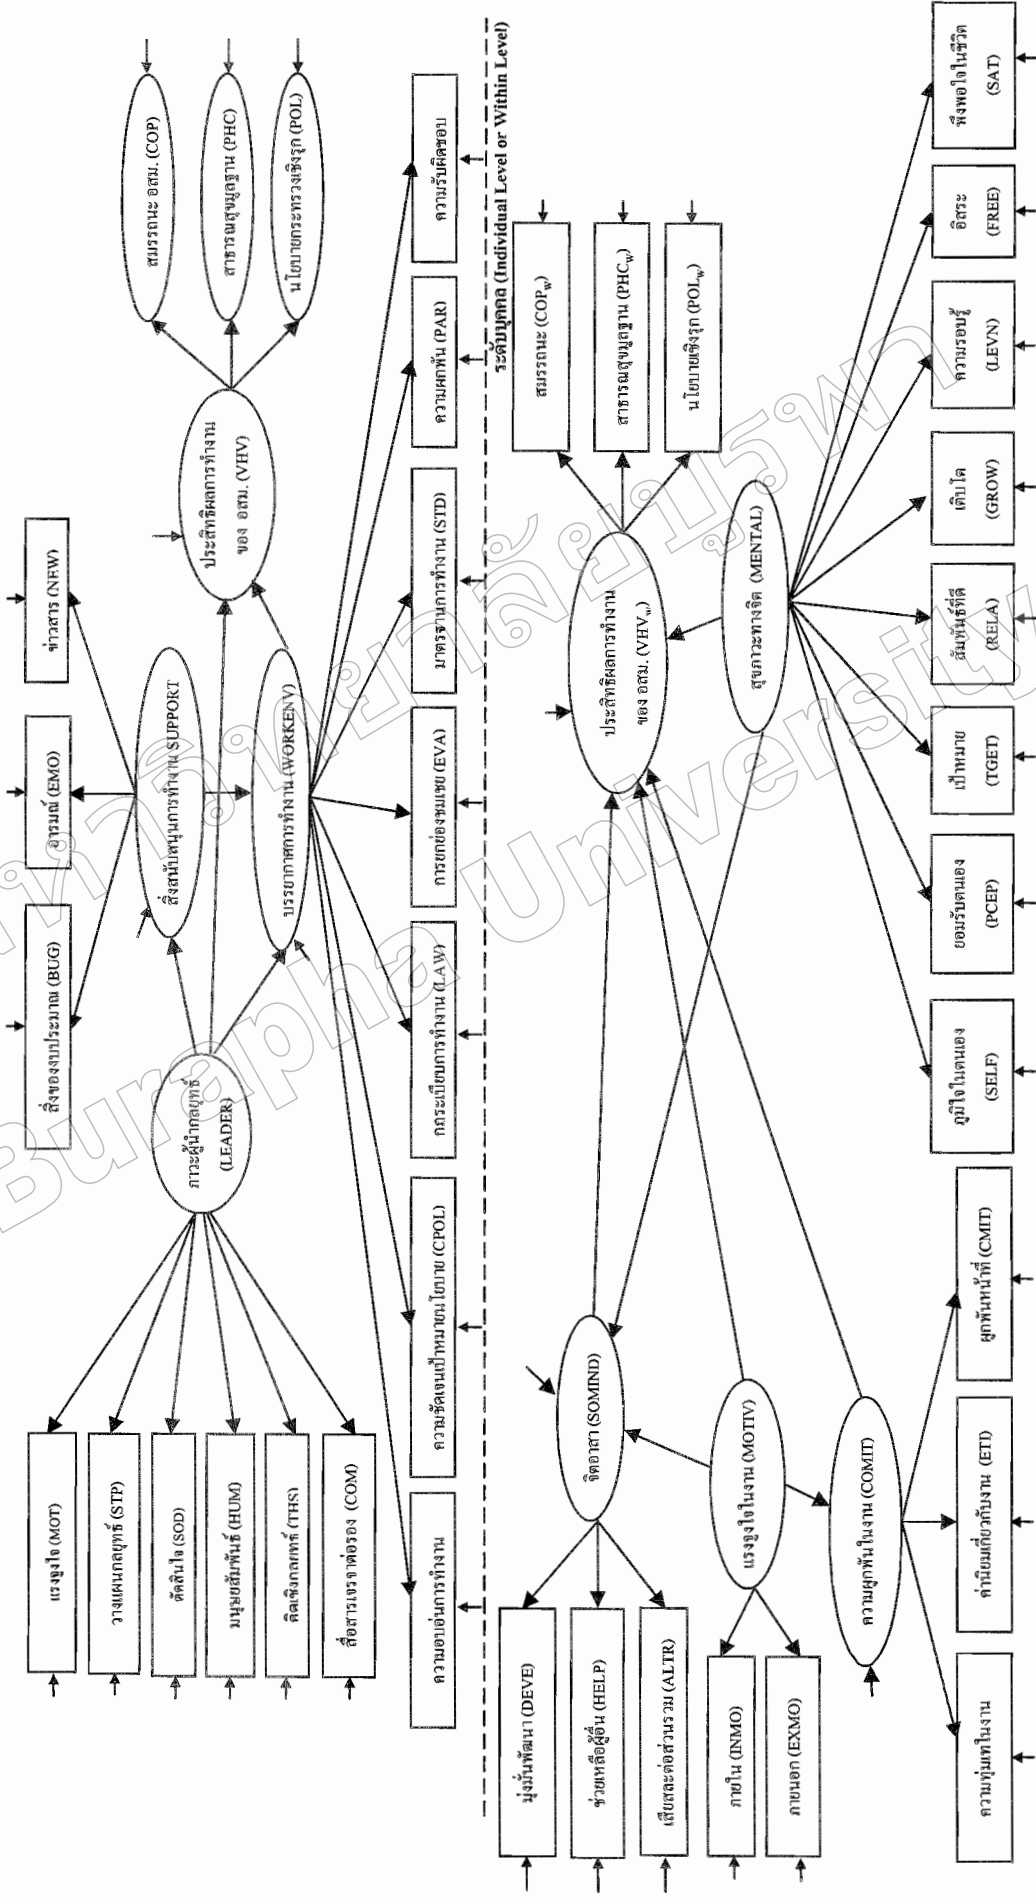 แรงจูงใจ (MOT)
วางแผนกลยุทธ์ (STP)
ตัดสินใจ (SOD)
มนุษยสัมพันธ์ (HUM)
คิดเชิงกลยุทธ์ (THS)
สื่อสารเจรจาต่อรอง (COM)
ภาวะผู้นำกลยุทธ์
(LEADER)
สิ่งของงบประมาณ (BUG)
อารมณ์ (EMO)
ข่าวสาร (NEW)
สิ่งสนับสนุนการทำงาน SUPPORT
บรรยากาศการทำงาน (WORKENV)
ประสิทธิผลการทำงาน
ของ อสม. (VHV)
สมรรถนะ อสม. (COP)
สาธารณสุขมูลฐาน (PHC)
นโยบายกระทรวงเชิงรุก (POL)
ความอบอุ่นการทำงาน
ความชัดเจนเป้าหมายนโยบาย (CPOL)
กฎระเบียบการทำงาน (LAW)
การยกย่องชมเชย (EVA)
มาตรฐานการทำงาน (STD)
ความผูกพัน (PAR)
ความรับผิดชอบ
ระดับบุคคล (Individual Level or Within Level)
มุ่งมั่นพัฒนา (DEVE)
ช่วยเหลือผู้อื่น (HELP)
เสียสละต่อส่วนรวม (ALTR)
ภายใน (INMO)
ภายนอก (EXMO)
จิตอาสา (SOMIND)
แรงจูงใจในงาน (MOTIV)
ความผูกพันในงาน (COMIT)
ประสิทธิผลการทำงาน
ของ อสม. (VHVw)
สุขภาวะทางจิต (MENTAL)
สมรรถนะ (COPw)
สาธารณสุขมูลฐาน (PHCw)
นโยบายเชิงรุก (POLw)
ความทุ่มเทในงาน
ค่านิยมเกี่ยวกับงาน (ETI)
ผูกพันหน้าที่ (CMIT)
ภูมิใจในตนเอง
(SELF)
ยอมรับตนเอง
(PCEP)
เป้าหมาย
(TGET)
สัมพันธ์ที่ดี
(RELA)
เติบโต
(GROW)
ความรอบรู้
(LEVN)
อิสระ
(FREE)
พึงพอใจในชีวิต
(SAT)
มหาวิทยาลัยบูรพา
Burapha University